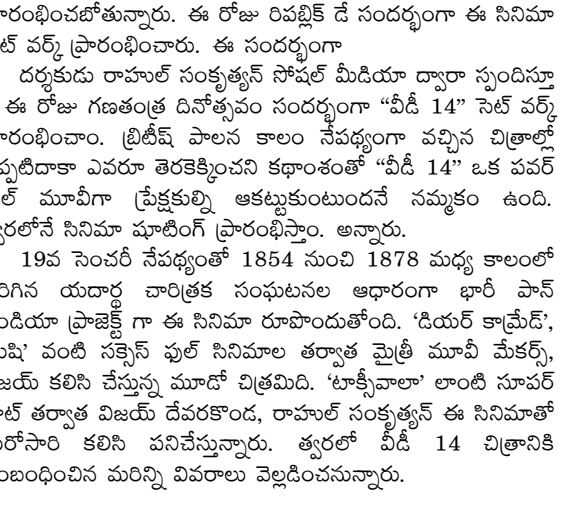 ారంభించబోతున్నారు. ఈ రోజు రిపబ్లిక్ డే సందర్భంగా ఈ సినిమా
ట్ వర్క్ ప్రారంభించారు. ఈ సందర్భంగా
దర్శకుడు రాహుల్ సంకృత్యన్ సోషల్ మీడియా ద్వారా స్పందిస్తూ
ఈ రోజు గణతంత్ర దినోత్సవం సందర్భంగా “వీడీ 14” సెట్ వర్క్
ారంభించాం. బ్రిటీష్ పాలన కాలం నేపథ్యంగా వచ్చిన చిత్రాల్లో
ప్పటిదాకా ఎవరూ తెరకెక్కించని కథాంశంతో “వీడీ 14” ఒక పవర్
ల్ మూవీగా ప్రేక్షకుల్ని ఆకట్టుకుంటుందనే నమ్మకం ఉంది.
్వరలోనే సినిమా షూటింగ్ ప్రారంభిస్తాం. అన్నారు.
19వ సెంచరీ నేపథ్యంతో 1854 నుంచి 1878 మధ్య కాలంలో
రిగిన యదార్థ చారిత్రక సంఘటనల ఆధారంగా భారీ పాన్
ండియా ప్రాజెక్ట్ గా ఈ సినిమా రూపొందుతోంది. ‘డియర్ కామ్రేడ్’,
ుషి’ వంటి సక్సెస్ ఫుల్ సినిమాల తర్వాత మైత్రీ మూవీ మేకర్స్,
జయ్ కలిసి చేస్తున్న మూడో చిత్రమిది. ‘టాక్సీవాలా’ లాంటి సూపర్
ట్ తర్వాత విజయ్ దేవరకొండ, రాహుల్ సంకృత్యన్ ఈ సినిమాతో
రోసారి కలిసి పనిచేస్తున్నారు. త్వరలో వీడీ 14 చిత్రానికి
ంబంధించిన మరిన్ని వివరాలు వెల్లడించనున్నారు.